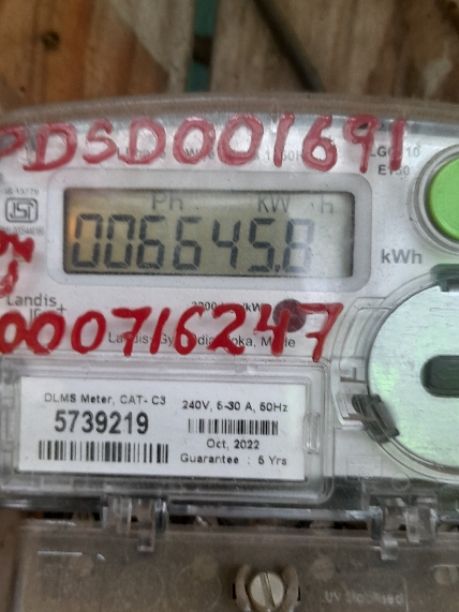 PDSD001691
E150
Ph KW h
006645.8
kWh
Landis
000716247
DLMS Meter, CAT- C3
5739219
240V, 5-30 A, 50Hz
Oct, 2022
Guarantee : 5 Yrs